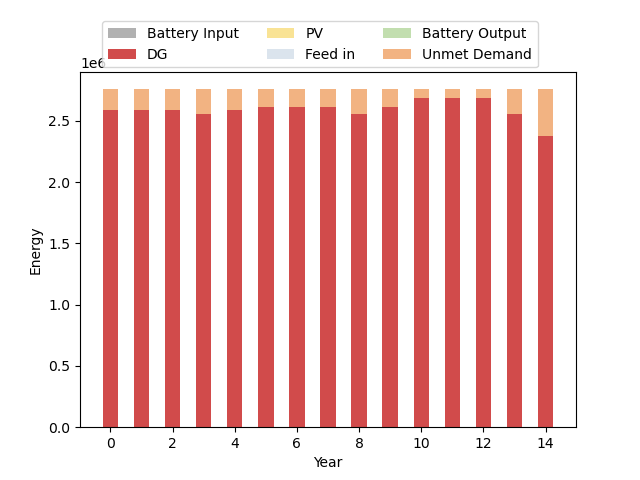 Battery Input PV Battery Output
DG Feed in Unmet Demand
1e6
2.5
2.0
1.5
1.0
0.5
0.0
Energy
0 2 4 6 8 10 12 14
Year